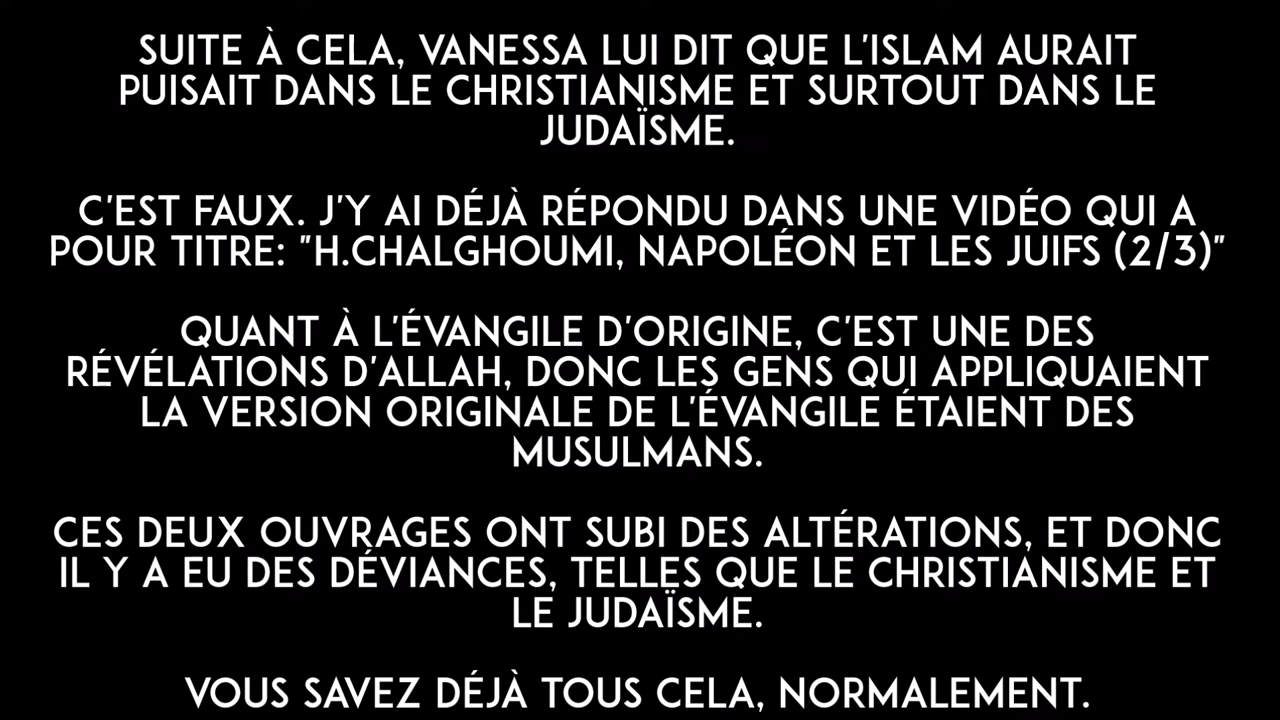 SUITE À CELA, VANESSA LUI DIT QUE L'ISLAM AURAIT
PUISAIT DANS LE CHRISTIANISME ET SURTOUT DANS LE
JUDAÏSME.
C'EST FAUX. J'Y AI DÉJÀ RÉPONDU DANS UNE VIDÉO QUI A
POUR TITRE: "H.CHALGHOUMI, NAPOLÉON ET LES JUIFS (2/3)"
QUANT À L'ÉVANGILE D'ORIGINE, C'EST UNE DES
RÉVÉLATIONS D'ALLAH, DONC LES GENS QUI APPLIQUAIENT
LA VERSION ORIGINALE DE L'ÉVANGILE ÉTAIENT DES
MUSULMANS.
CES DEUX OUVRAGES ONT SUBI DES ALTÉRATIONS, ET DONC
IL Y A EU DES DÉVIANCES, TELLES QUE LE CHRISTIANISME ET
LE JUDAÏSME.
VOUS SAVEZ DÉJÀ TOUS CELA, NORMALEMENT.